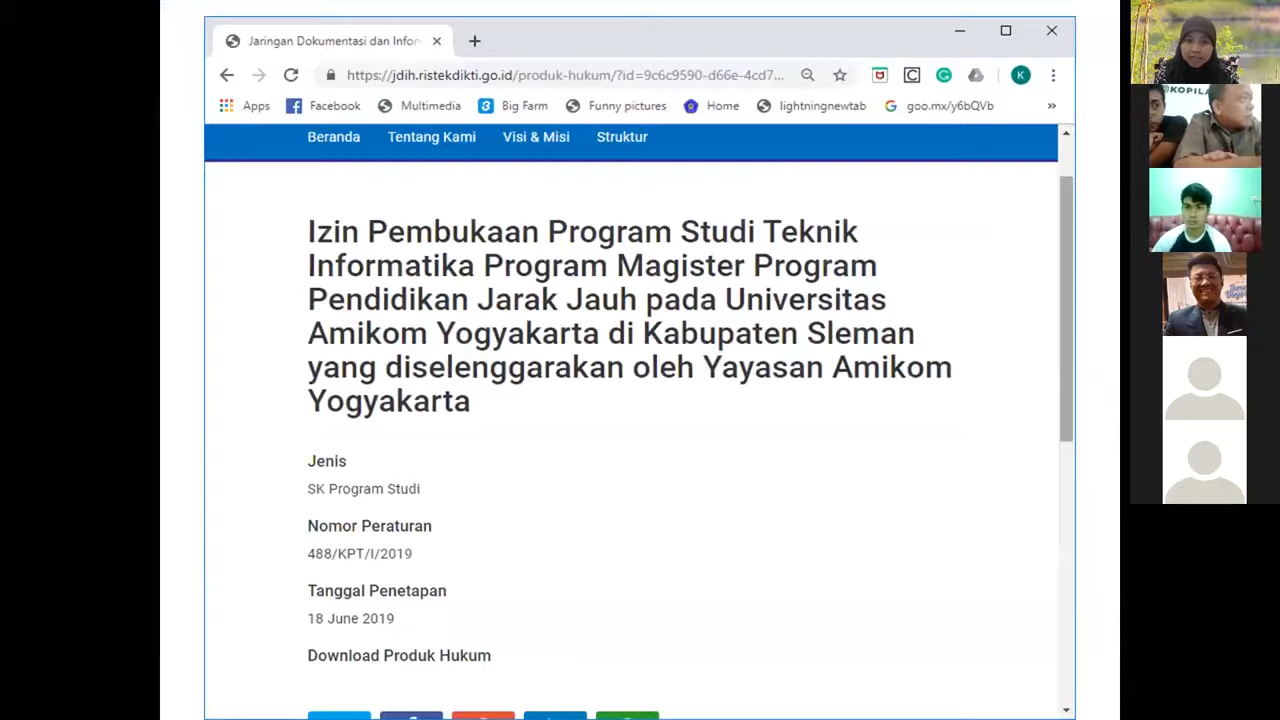 Jaringan Dokumentasi dan Infor
https://jdih.ristekdikti.go.id/produk-hukum/?id=9c6c9590-d66e-4cd7...
K
Apps Facebook Multimedia Big Farm Funny pictures Home lightningnewtab goo.mx/y6bQVb »
Beranda Tentang Kami Visi & Misi Struktur
Izin Pembukaan Program Studi Teknik
Informatika Program Magister Program
Pendidikan Jarak Jauh pada Universitas
Amikom Yogyakarta di Kabupaten Sleman
yang diselenggarakan oleh Yayasan Amikom
Yogyakarta
Jenis
SK Program Studi
Nomor Peraturan
488/KPT/I/2019
Tanggal Penetapan
18 June 2019
Download Produk Hukum